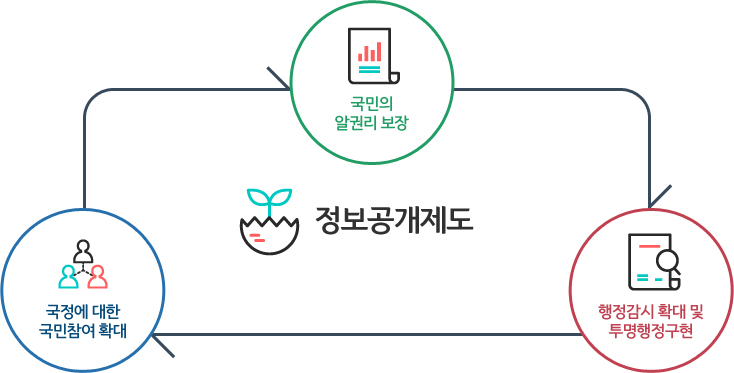 국민의
알권리 보장
정보공개제도
국정에 대한
국민참여 확대
행정감시 확대 및
투명행정구현